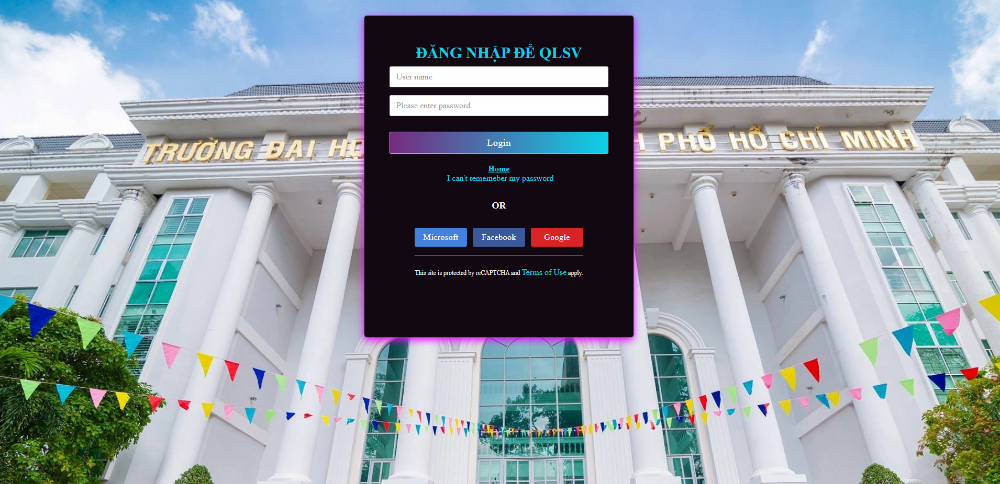 ĐĂNG NHẬP ĐỂ QLSV
User name
Please enter password
TRƯỜNG ĐẠI
PHỐ HỒ CHÍ MINH
Login
Home
I can't rememeber my password
OR
Microsoft Facebook Google
This site is protected by reCAPTCHA and Terms of Use apply.